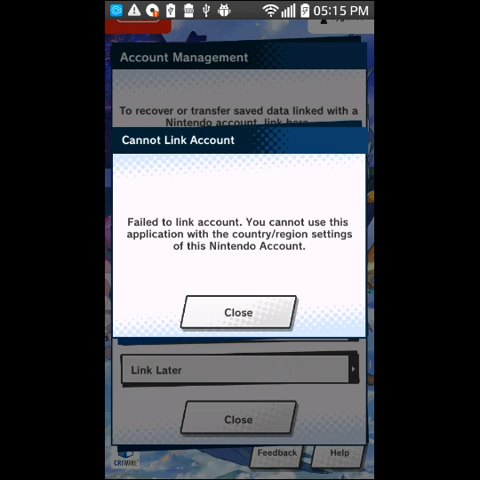 05:15 PM
Account Management
To recover or transfer saved data linked with a
Nintendo account, link here.
Cannot Link Account
Failed to link account. You cannot use this
application with the country/region settings
of this Nintendo Account.
Close
Link Later
Close
Feedback
Help
CRIWARE